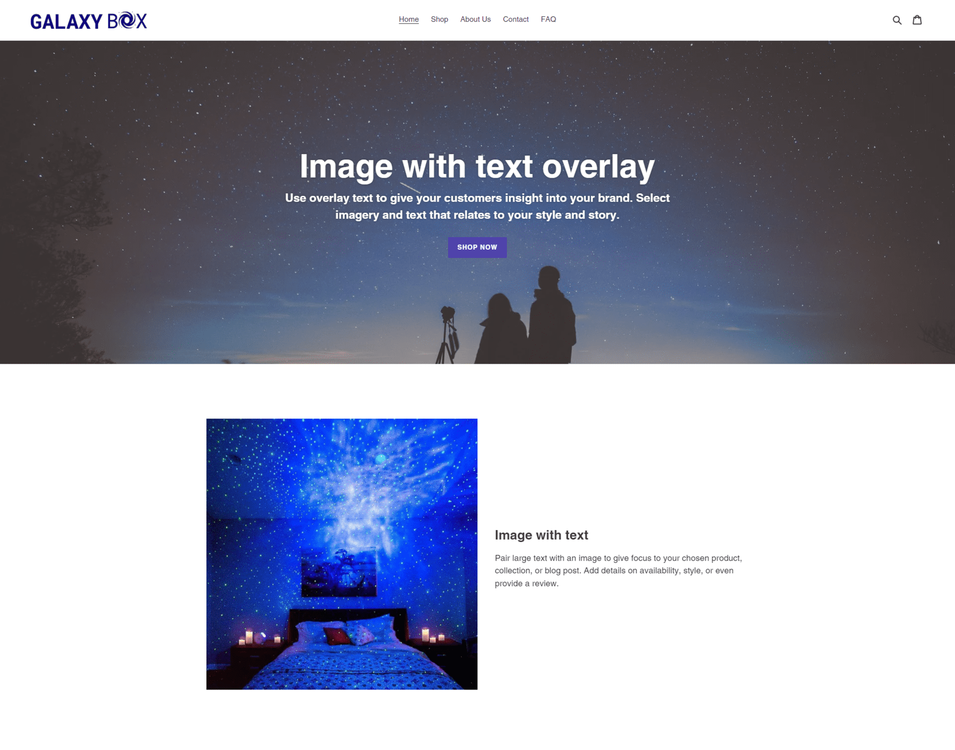 GALAXY BOX
Home Shop About Us Contact FAQ
Image with text overlay
Use overlay text to give your customers insight into your brand. Select
imagery and text that relates to your style and story.
SHOP NOW
Image with text
Pair large text with an image to give focus to your chosen product,
collection, or blog post. Add details on availability, style, or even
provide a review.